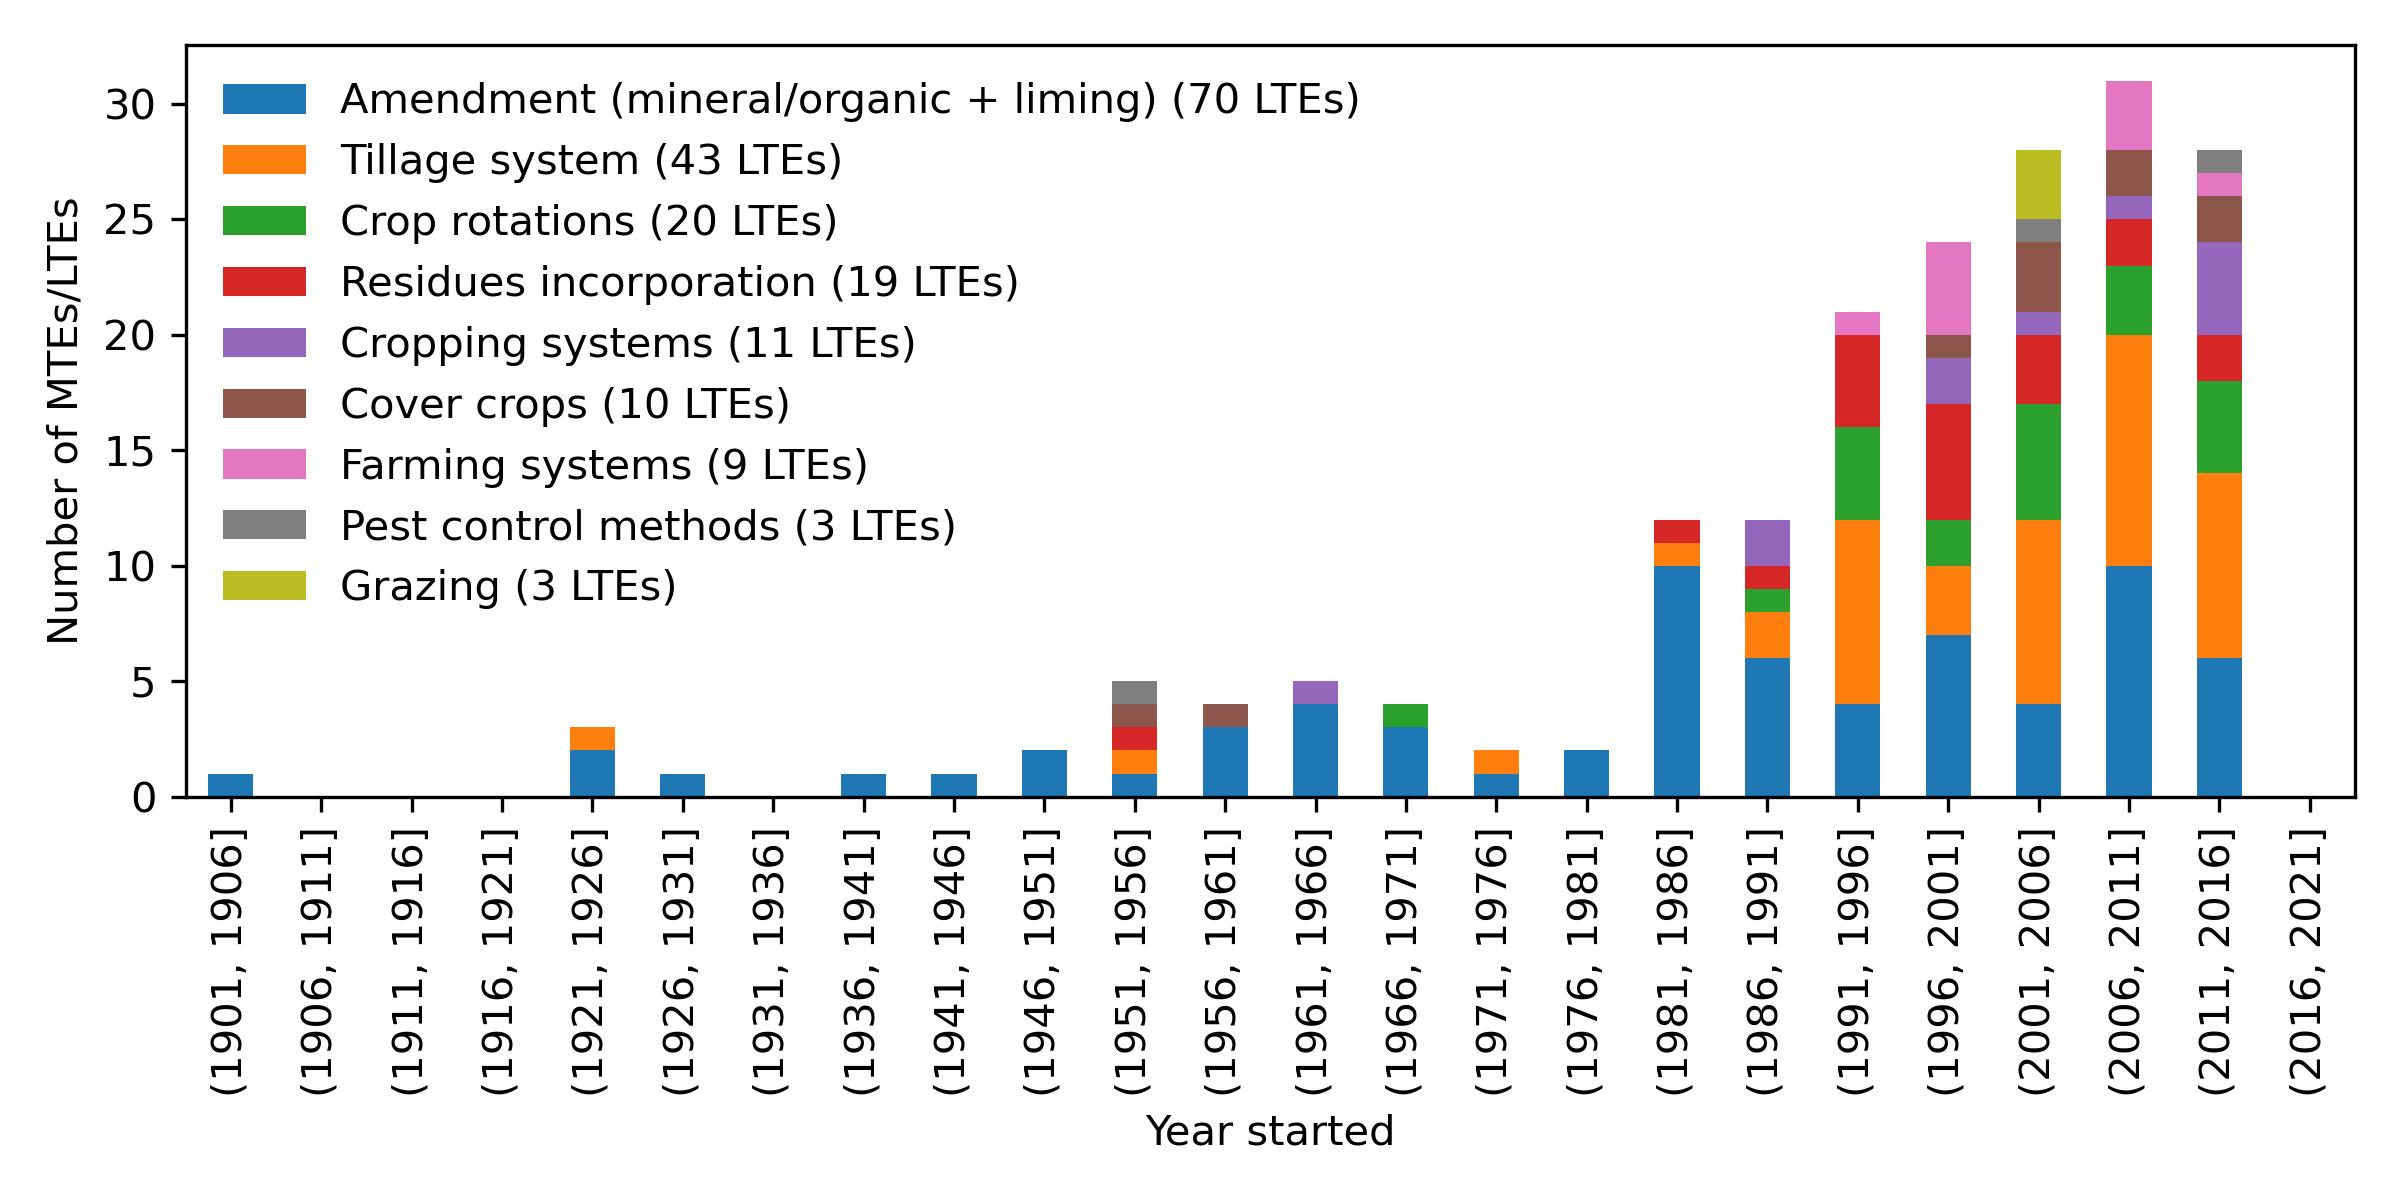 Amendment (mineral/organic + liming) (70 LTEs)
Tillage system (43 LTEs)
Crop rotations (20 LTEs)
Residues incorporation (19 LTEs)
Cropping systems (11 LTEs)
Cover crops (10 LTEs)
Farming systems (9 LTEs)
Pest control methods (3 LTEs)
Grazing (3 LTEs)
Number of MTEs/LTEs
30
25
20
15
10
5
0
(1901, 1906]
(1906, 1911]
(1911, 1916]
(1916, 1921]
(1921, 1926]
(1926, 1931]
(1931, 1936]
(1936, 1941]
(1941, 1946]
(1946, 1951]
(1951, 1956]
(1956, 1961]
(1961, 1966]
(1966, 1971]
(1971, 1976]
(1976, 1981]
(1981, 1986]
(1986, 1991]
(1991, 1996]
(1996, 2001]
(2001, 2006]
(2006, 2011]
(2011, 2016]
(2016, 2021]
Year started